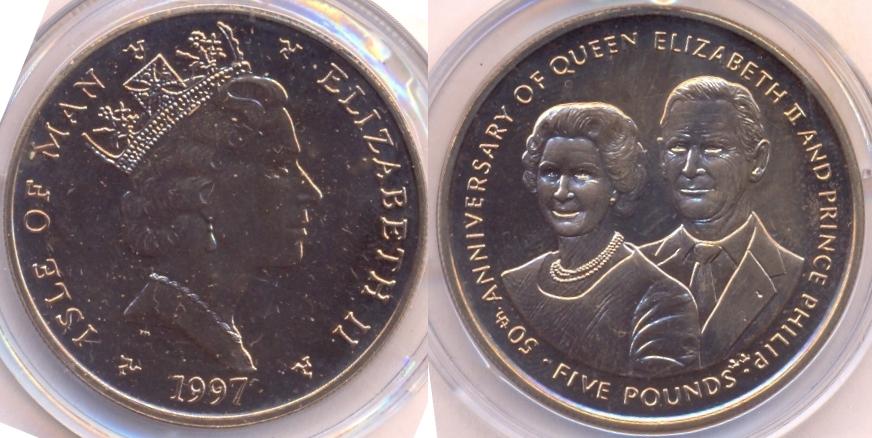 ISLE OF MAN
ELIZABETH II
1997
50th ANNIVERSARY OF QUEEN ELIZABETH II AND PRINCE PHILIP.
FIVE POUNDS